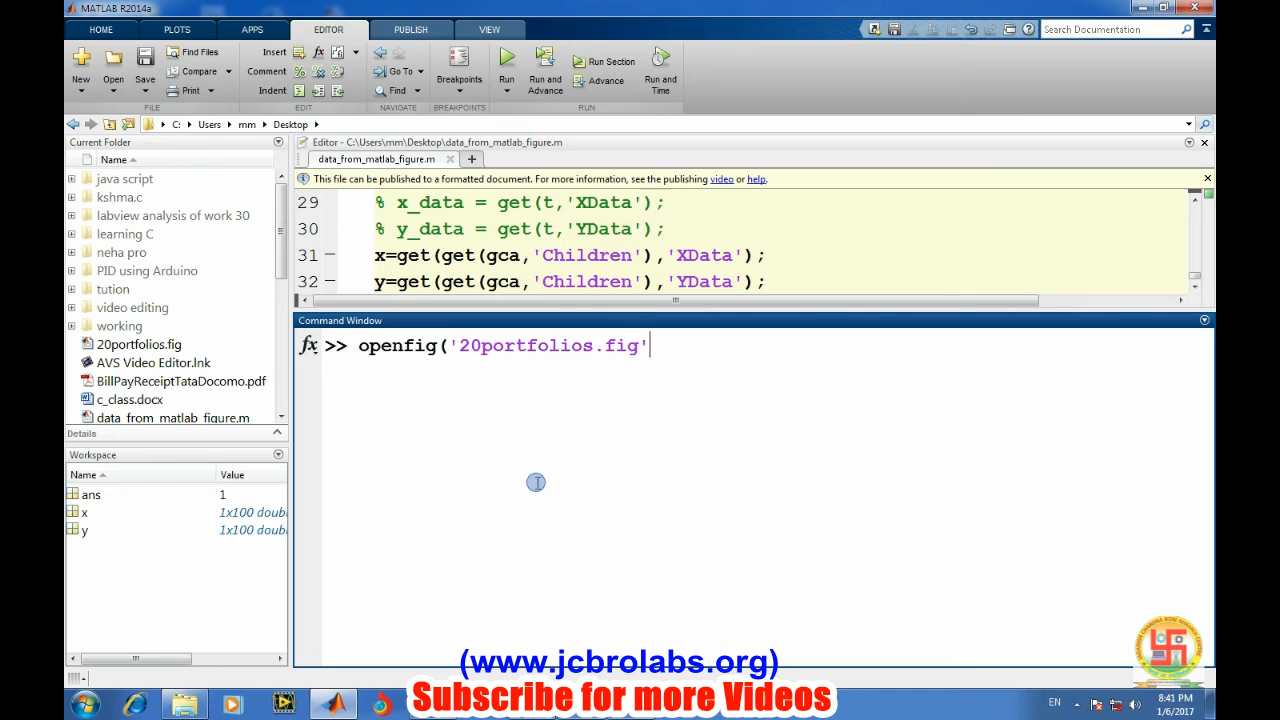 MATLAB R2014a
HOME PLOTS APPS EDITOR PUBLISH VIEW
Search Documentation
New Open Save Find Files Compare Print
Insert Comment Indent fx
Go To Find
Breakpoints
Run Run and Advance Run Section Advance Run and Time
FILE EDIT NAVIGATE BREAKPOINTS RUN
C: Users mm Desktop
Current Folder
Name
java script
kshma.c
labview analysis of work 30
learning C
neha pro
PID using Arduino
tution
video editing
working
20portfolios.fig
AVS Video Editor.lnk
BillPayReceiptTataDocomo.pdf
c_class.docx
data_from_matlab_figure.m
Details
Workspace
Name Value
ans 1
x 1x100 doub
y 1x100 doub
Editor - C:\Users\mm\Desktop\data_from_matlab_figure.m
data_from_matlab_figure.m
This file can be published to a formatted document. For more information, see the publishing video or help.
29 % x_data = get(t,'XData');
30 % y_data = get(t,'YData');
31 — x=get(get(gca,'Children'),'XData');
32 — y=get(get(gca,'Children'),'YData');
Command Window
fx >> openfig('20portfolios.fig'
(www.jcbrolabs.org)
Subscribe for more Videos
EN
8:41 PM
1/6/2017